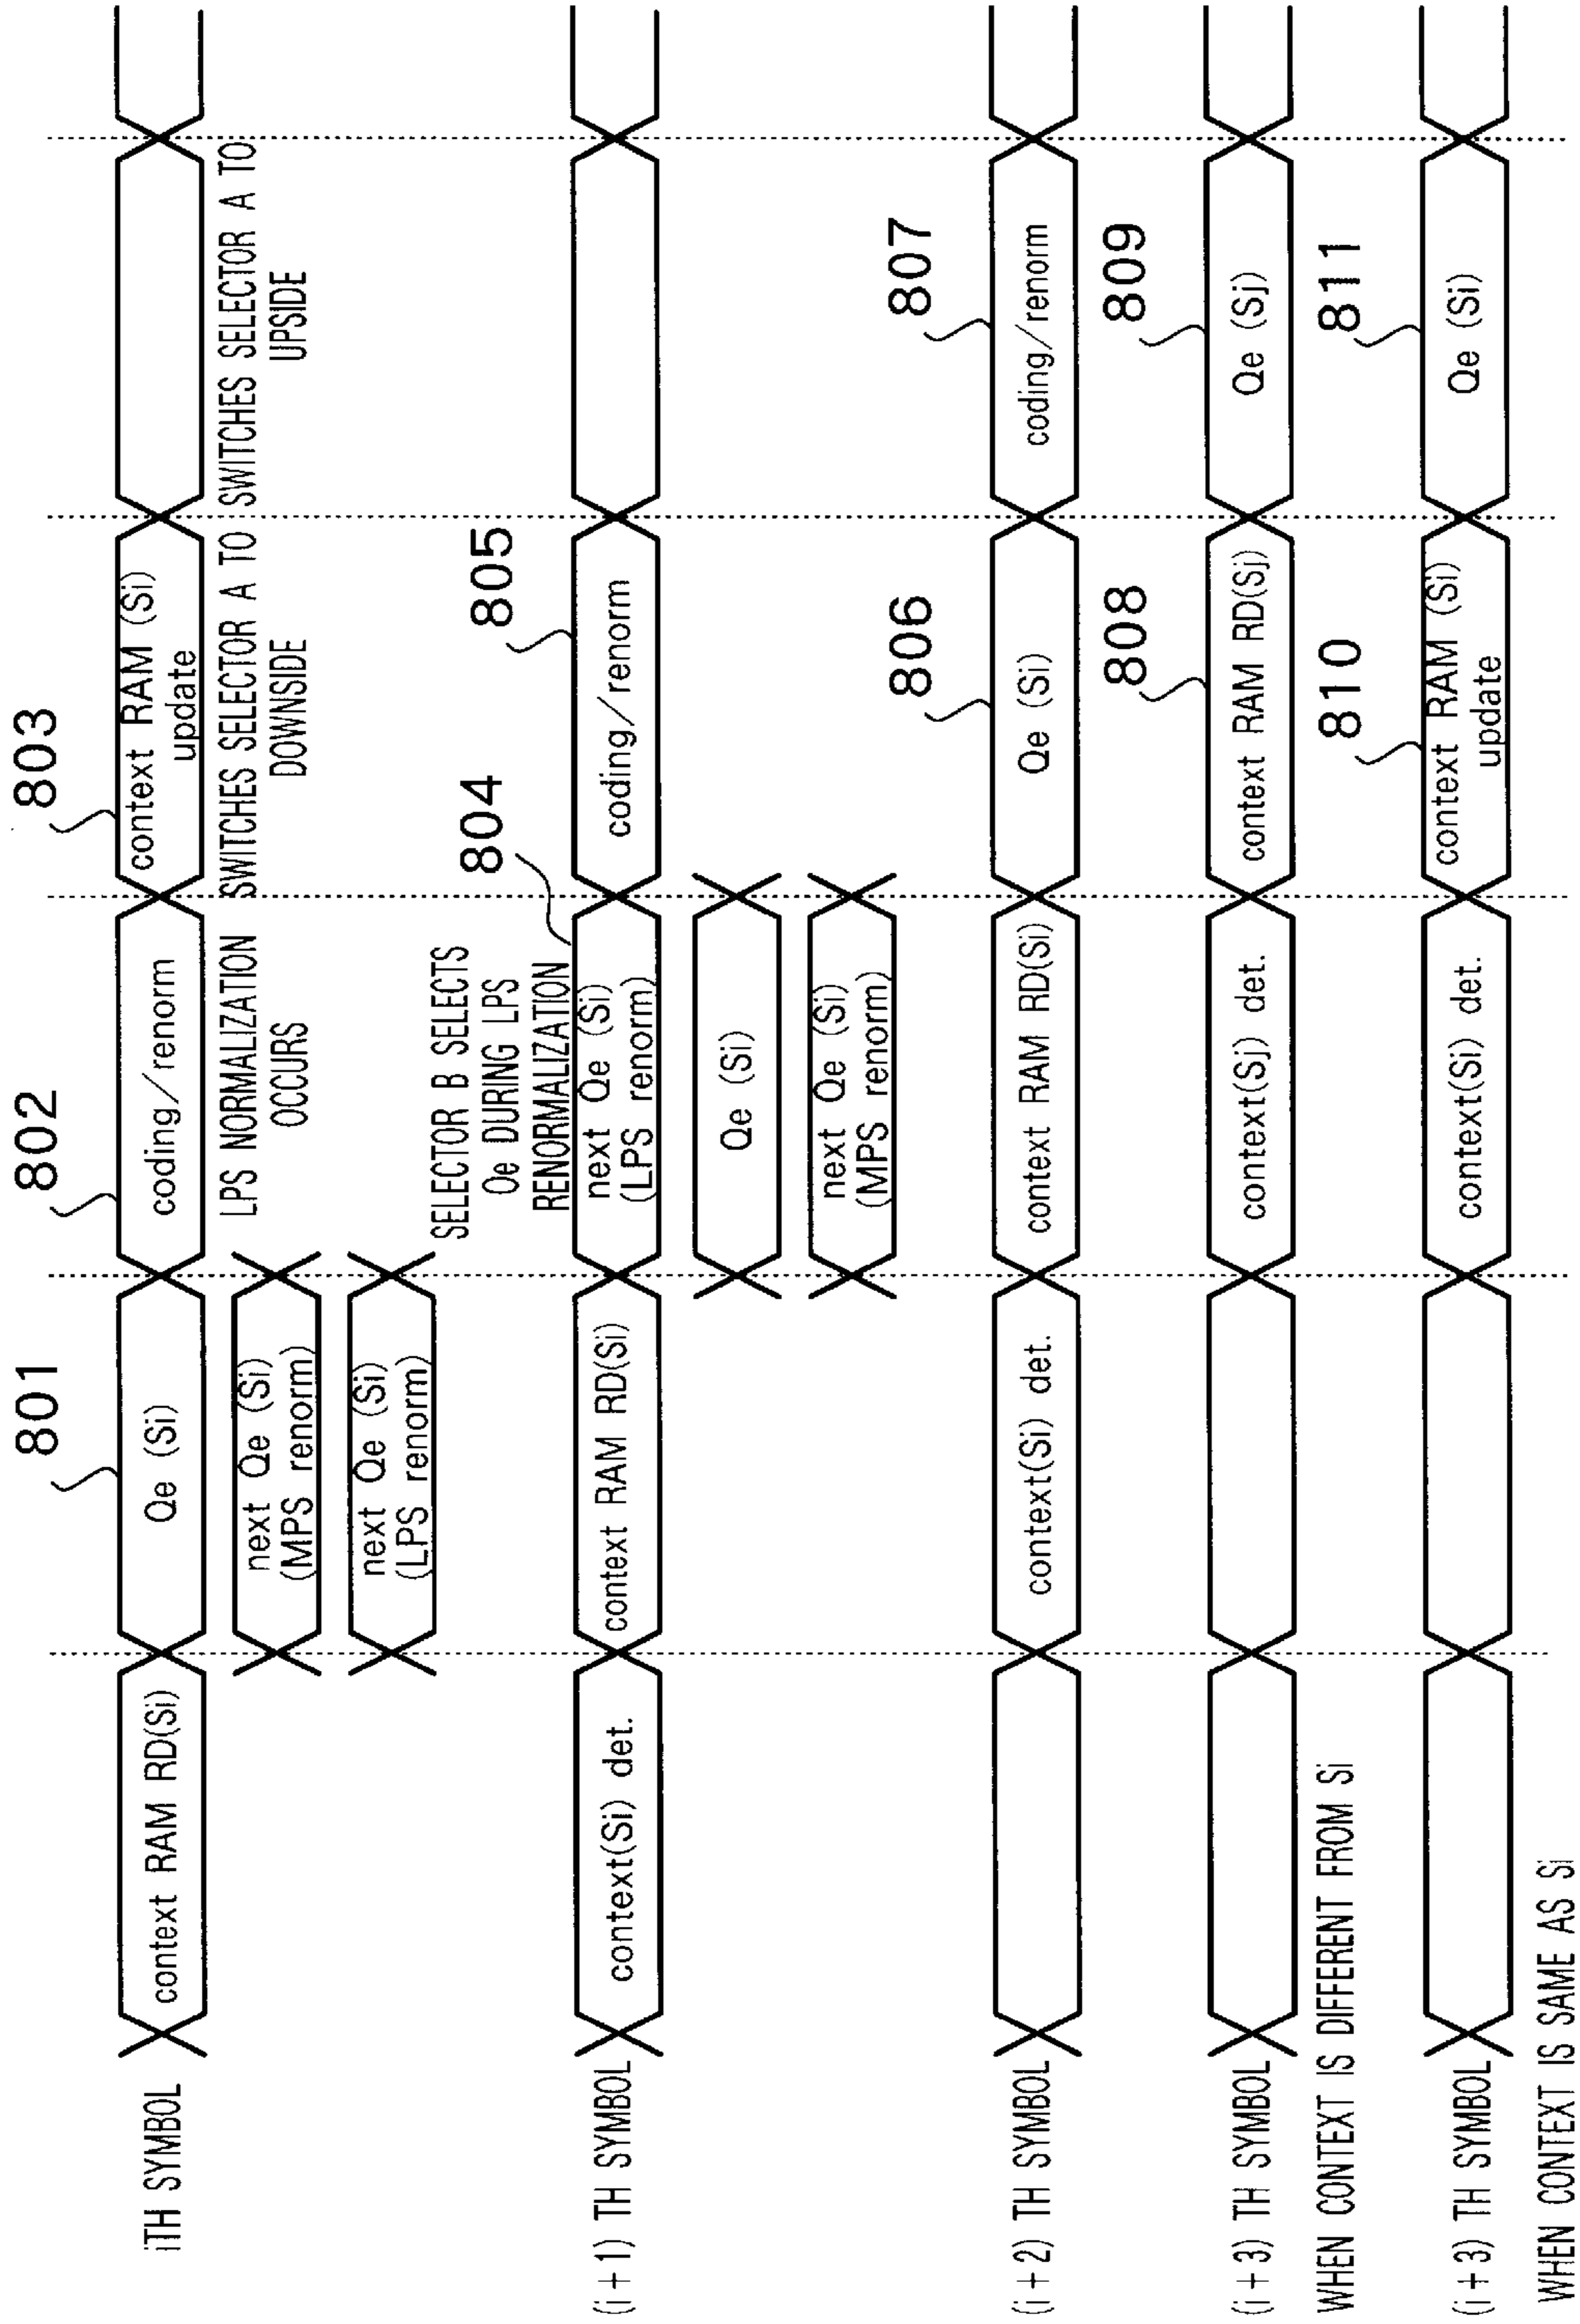 iTH SYMBOL
context RAM RD(Si)
801
Qe (Si)
next Qe (Si)
(MPS renorm)
next Qe (Si)
(LPS renorm)
802
coding/renorm
LPS NORMALIZATION
OCCURS
803
context RAM (Si)
update
SWITCHES SELECTOR A TO
DOWNSIDE
SWITCHES SELECTOR A TO
UPSIDE
(i+1) TH SYMBOL
context(Si) det.
context RAM RD(Si)
SELECTOR B SELECTS
Qe DURING LPS
RENORMALIZATION
804
next Qe (Si)
(LPS renorm)
Qe (Si)
next Qe (Si)
(MPS renorm)
805
coding/renorm
(i+2) TH SYMBOL
context(Si) det.
context RAM RD(Si)
806
Qe (Si)
807
coding/renorm
(i+3) TH SYMBOL
WHEN CONTEXT IS DIFFERENT FROM Si
context(Sj) det.
808
context RAM RD(Sj)
809
Qe (Sj)
(i+3) TH SYMBOL
WHEN CONTEXT IS SAME AS Si
context(Si) det.
810
context RAM (Si)
update
811
Qe (Si)